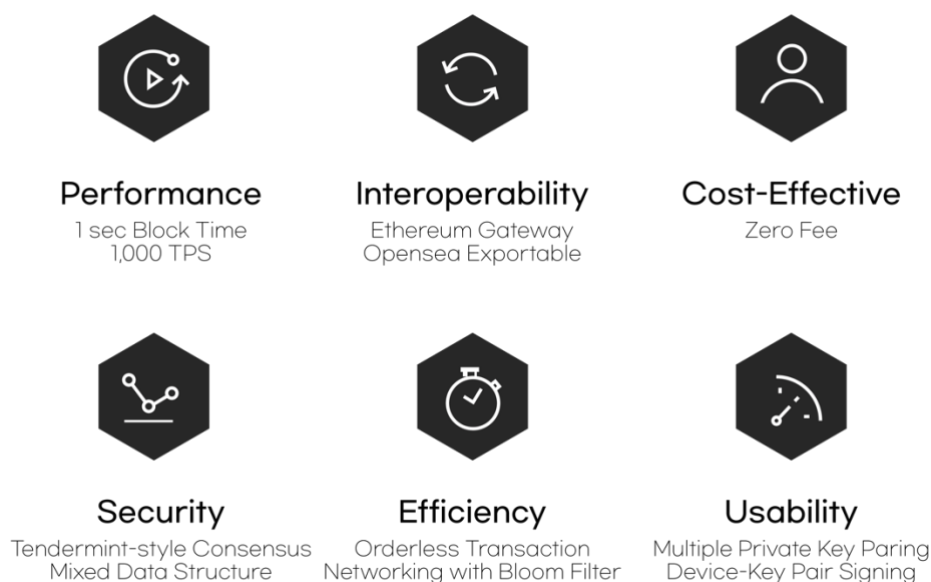 Performance
1 sec Block Time
1,000 TPS
Interoperability
Ethereum Gateway
Opensea Exportable
Cost-Effective
Zero Fee
Security
Tendermint-style Consensus
Mixed Data Structure
Efficiency
Orderless Transaction
Networking with Bloom Filter
Usability
Multiple Private Key Paring
Device-Key Pair Signing